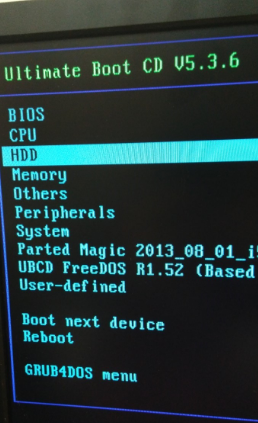 Ultimate Boot CD V5.3.6
BIOS
CPU
HDD
Memory
Others
Peripherals
System
Parted Magic 2013_08_01_i5
UBCD FreeDOS R1.52 (Based
User-defined
Boot next device
Reboot
GRUB4DOS menu